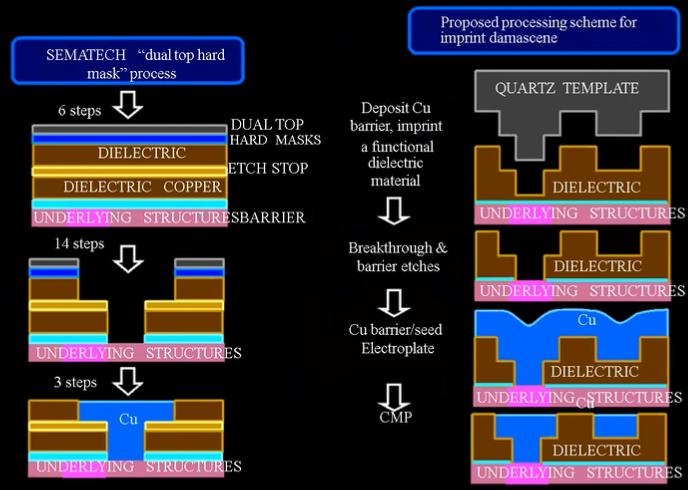 SEMATECH “dual top hard
mask” process
6 steps
DUAL TOP
HARD MASKS
DIELECTRIC
ETCH STOP
DIELECTRIC COPPER
UNDERLYING STRUCTURES
BARRIER
14 steps
UNDERLYING STRUCTURES
3 steps
Cu
UNDERLYING STRUCTURES
Proposed processing scheme for
imprint damascene
Deposit Cu
barrier, imprint
a functional
dielectric
material
QUARTZ TEMPLATE
DIELECTRIC
UNDERLYING STRUCTURES
Breakthrough &
barrier etches
DIELECTRIC
UNDERLYING STRUCTURES
Cu barrier/seed
Electroplate
Cu
DIELECTRIC
UNDERLYING STRUCTURES
CMP
Cu
DIELECTRIC
UNDERLYING STRUCTURES